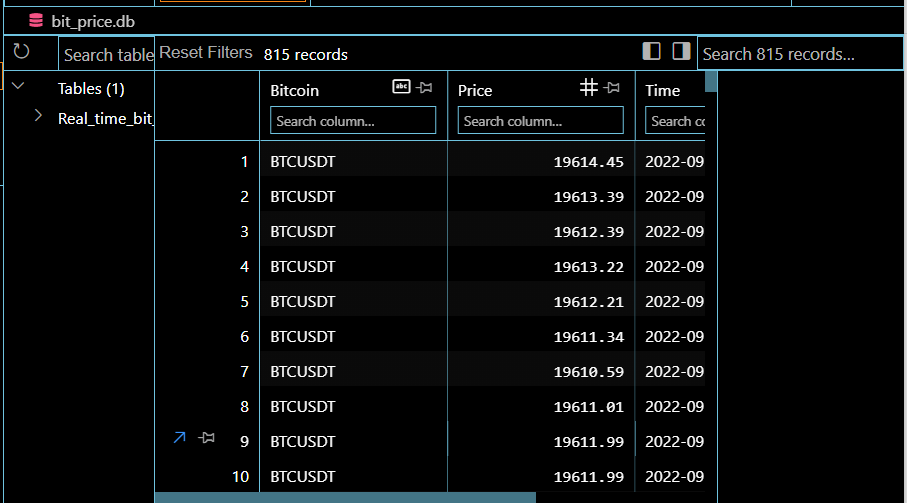 bit_price.db
Search table Reset Filters 815 records Search 815 records...
Tables (1)
Real_time_bit_
Bitcoin abc Price Time
Search column... Search column... Search co
1 BTCUSDT 19614.45 2022-09
2 BTCUSDT 19613.39 2022-09
3 BTCUSDT 19612.39 2022-09
4 BTCUSDT 19613.22 2022-09
5 BTCUSDT 19612.21 2022-09
6 BTCUSDT 19611.34 2022-09
7 BTCUSDT 19610.59 2022-09
8 BTCUSDT 19611.01 2022-09
9 BTCUSDT 19611.99 2022-09
10 BTCUSDT 19611.99 2022-09